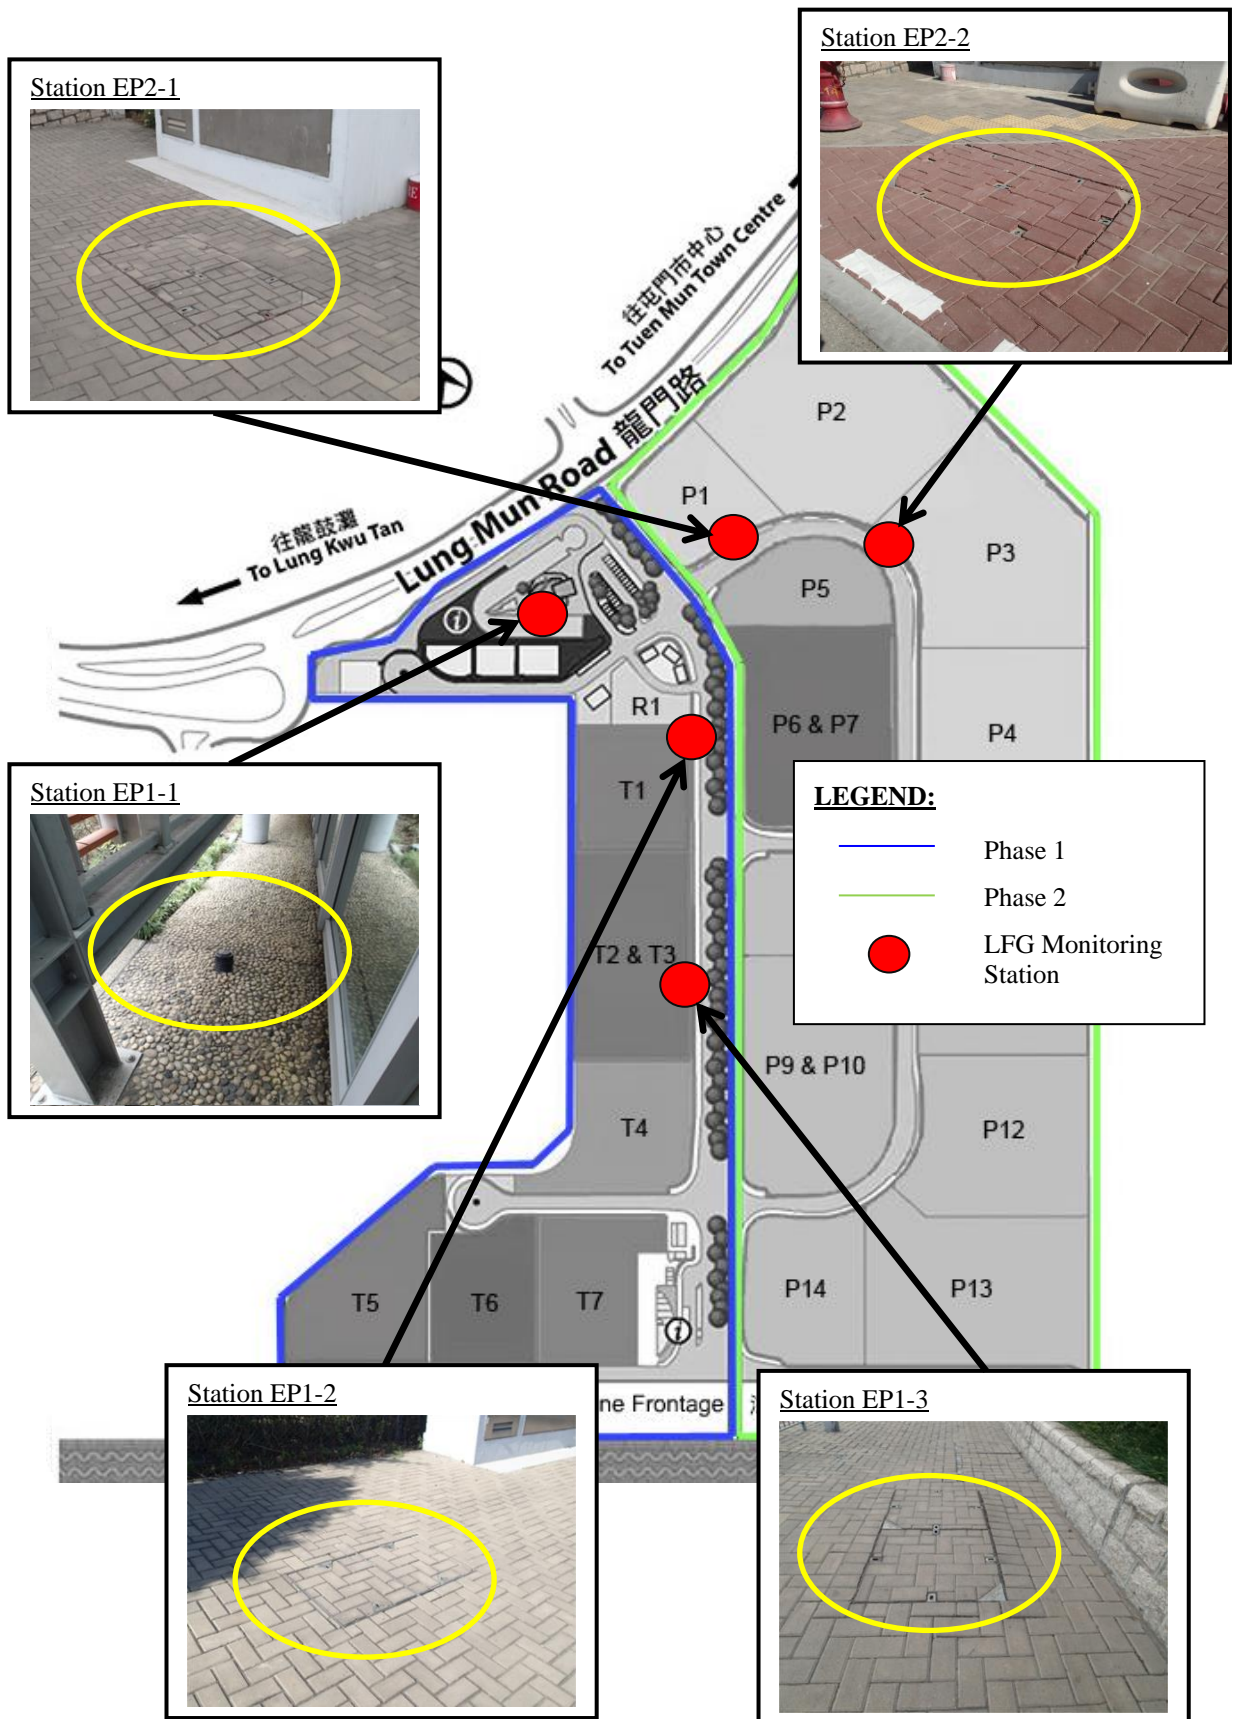 Station EP2-2
Station EP2-1
往屯門市中心
To Tuen Mun Town Centre
Lung Mun Road 龍門路
往龍鼓灘
To Lung Kwu Tan
P2
P1
P3
P5
i
R1
P6 & P7
P4
Station EP1-1
T1
LEGEND:
Phase 1
Phase 2
LFG Monitoring
Station
T2 & T3
P9 & P10
T4
P12
T5
T6
T7
P14
P13
i
Station EP1-2
ne Frontage
Station EP1-3